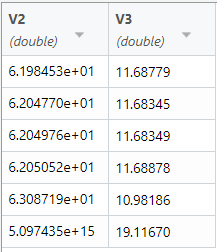 V2 V3
(double) (double)
6.198453e+01 11.68779
6.204770e+01 11.68345
6.204976e+01 11.68349
6.205052e+01 11.68878
6.308719e+01 10.98186
5.097435e+15 19.11670